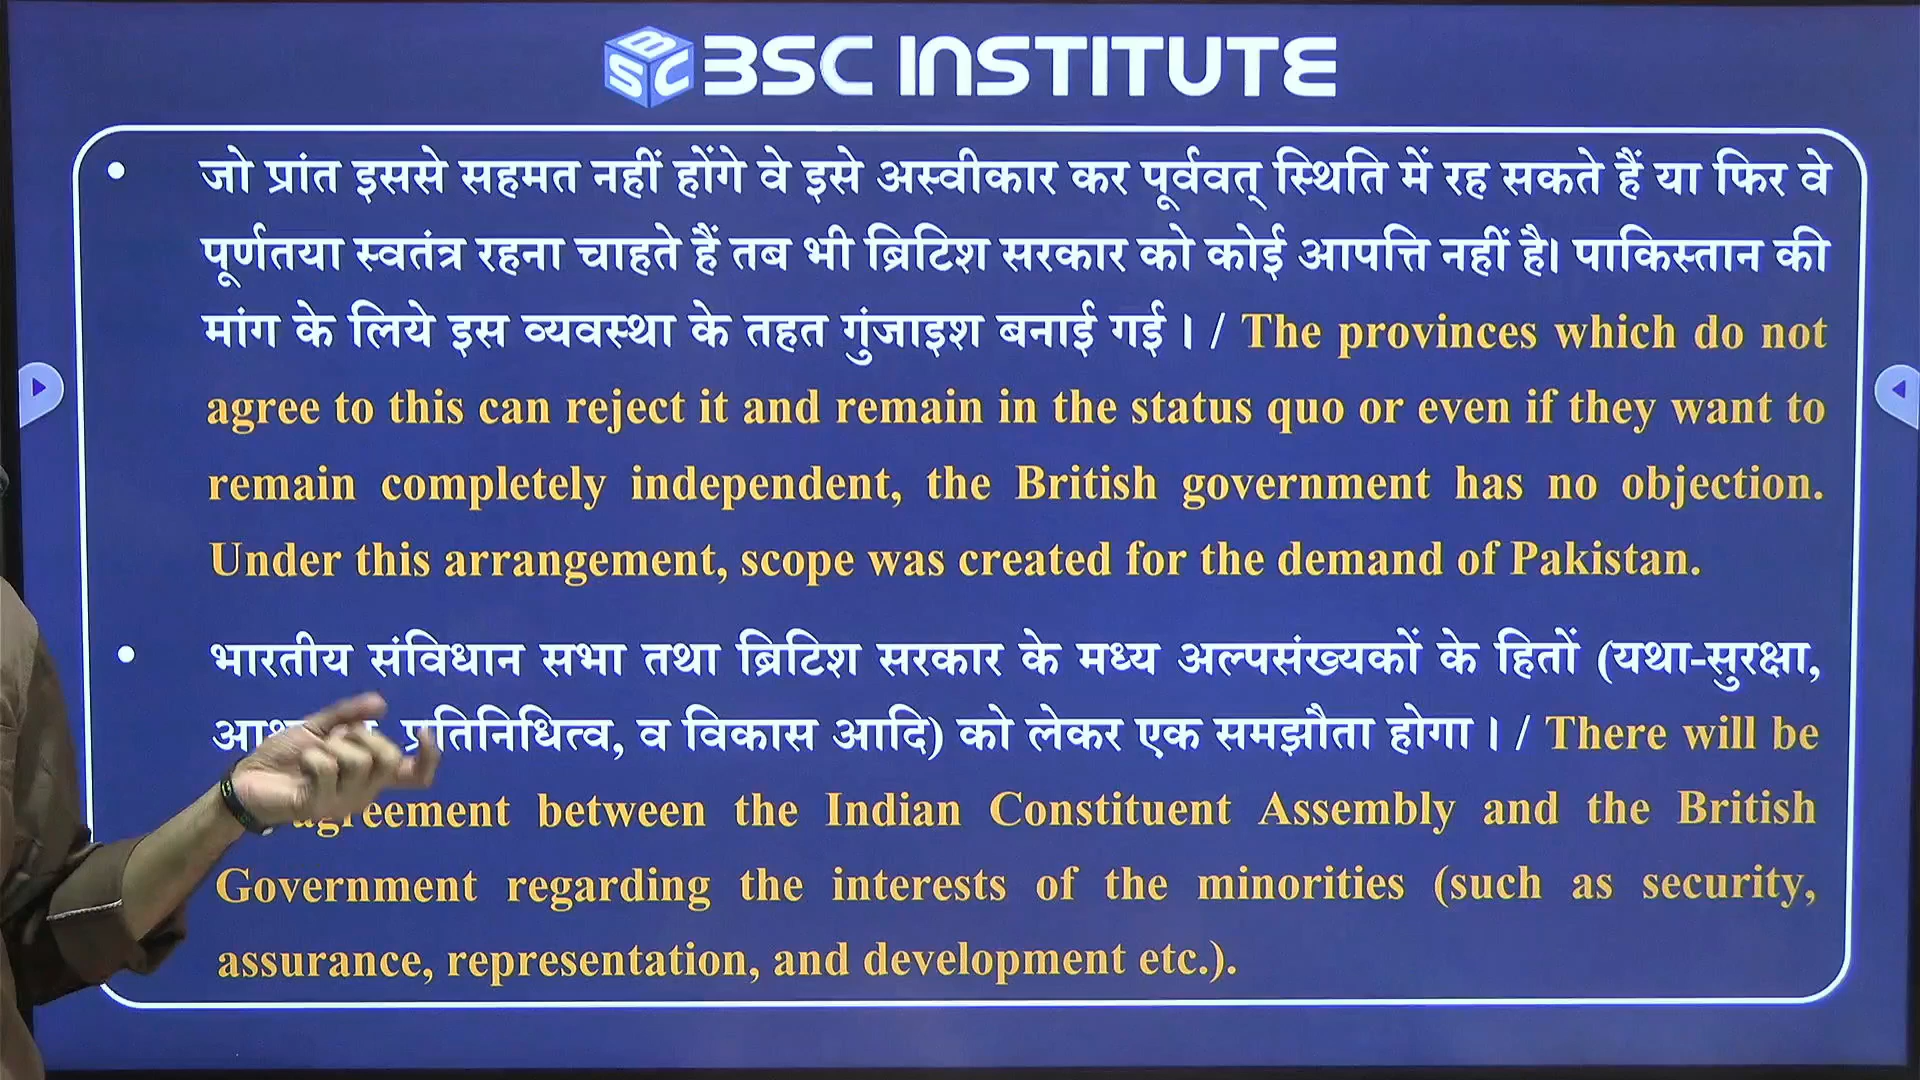 BSC
BSC INSTITUTE
• जो प्रांत इससे सहमत नहीं होंगे वे इसे अस्वीकार कर पूर्ववत् स्थिति में रह सकते हैं या फिर वे
पूर्णतया स्वतंत्र रहना चाहते हैं तब भी ब्रिटिश सरकार को कोई आपत्ति नहीं है। पाकिस्तान की
मांग के लिये इस व्यवस्था के तहत गुंजाइश बनाई गई। / The provinces which do not
agree to this can reject it and remain in the status quo or even if they want to
remain completely independent, the British government has no objection.
Under this arrangement, scope was created for the demand of Pakistan.
• भारतीय संविधान सभा तथा ब्रिटिश सरकार के मध्य अल्पसंख्यकों के हितों (यथा-सुरक्षा,
प्रतिनिधित्व, व विकास आदि) को लेकर एक समझौता होगा। / There will be
agreement between the Indian Constituent Assembly and the British
Government regarding the interests of the minorities (such as security,
assurance, representation, and development etc.).